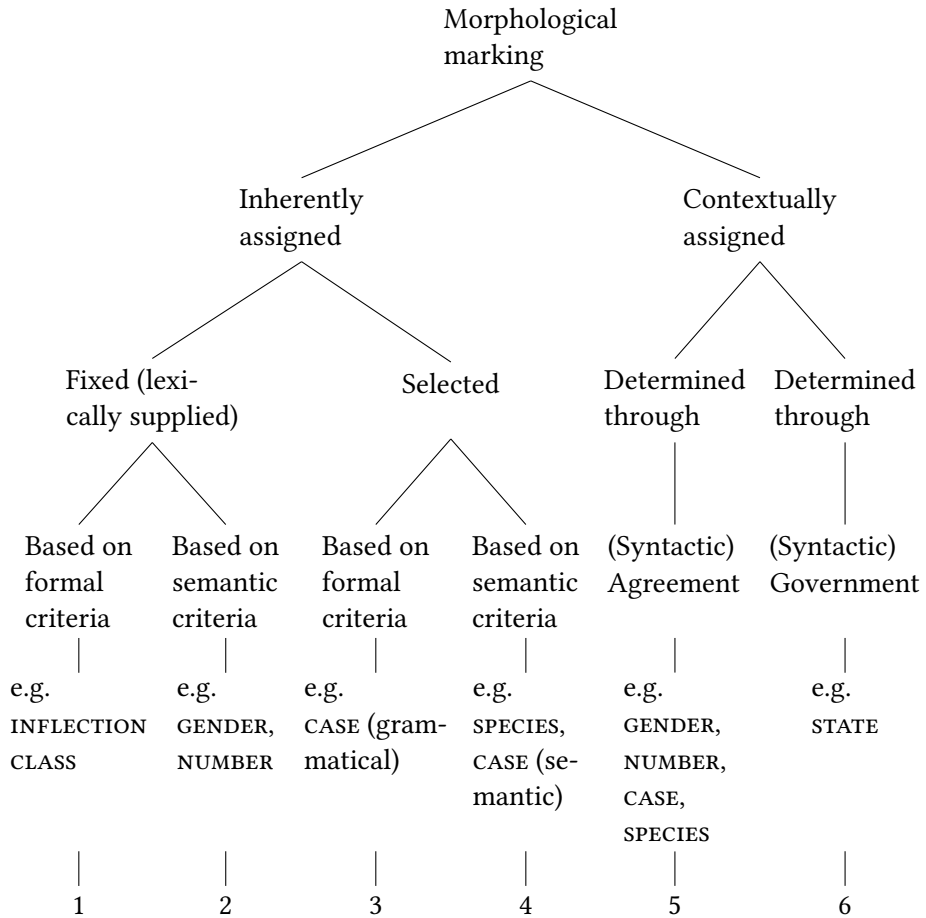 Morphological
marking
Inherently
assigned
Contextually
assigned
Fixed (lexi-
cally supplied)
Selected
Determined
through
Determined
through
Based on
formal
criteria
Based on
semantic
criteria
Based on
formal
criteria
Based on
semantic
criteria
(Syntactic)
Agreement
(Syntactic)
Government
e.g.
INFLECTION
CLASS
e.g.
GENDER,
NUMBER
e.g.
CASE (gram-
matical)
e.g.
SPECIES,
CASE (se-
mantic)
e.g.
GENDER,
NUMBER,
CASE,
SPECIES
e.g.
STATE
1
2
3
4
5
6